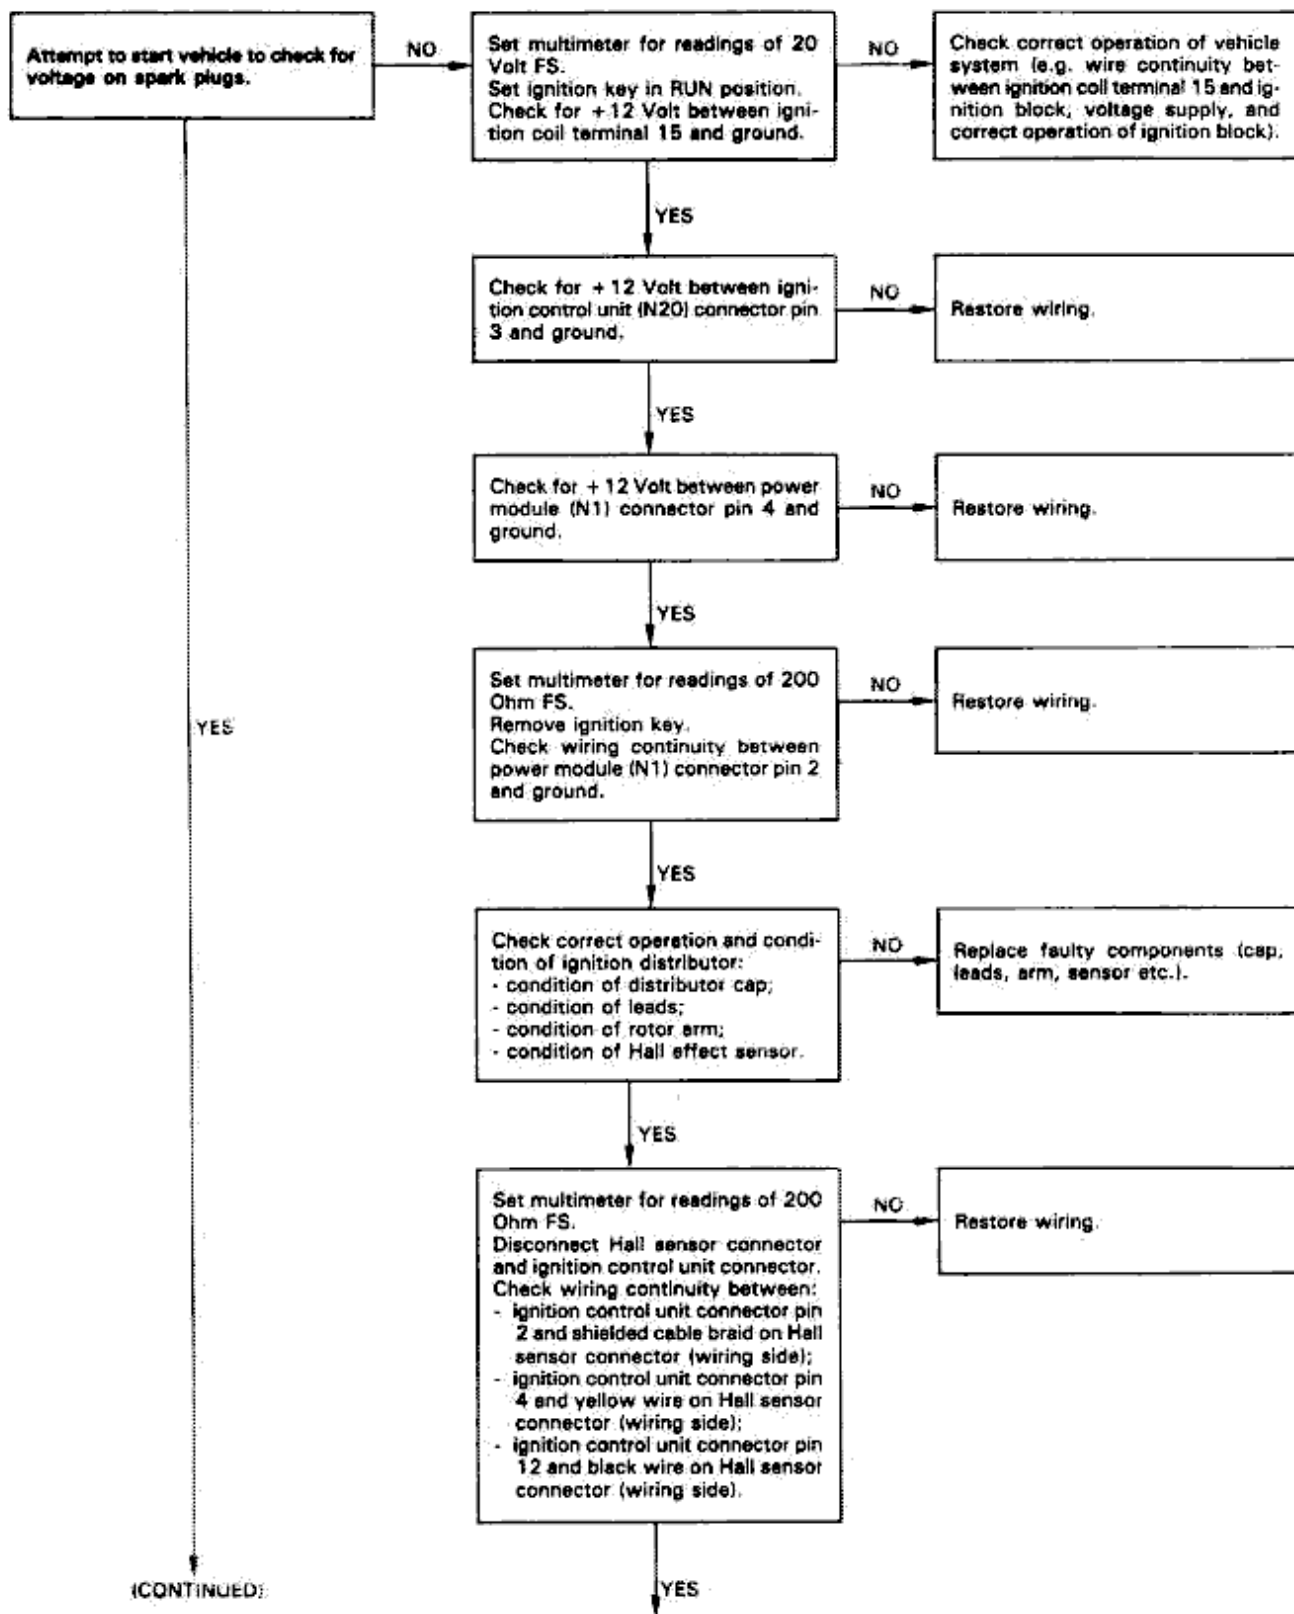 Attempt to start vehicle to check for
voltage on spark plugs.
NO
Set multimeter for readings of 20
Volt FS.
Set ignition key in RUN position.
Check for +12 Volt between igni-
tion coil terminal 15 and ground.
NO
Check correct operation of vehicle
system (e.g. wire continuity bet-
ween ignition coil terminal 15 and ig-
nition block, voltage supply, and
correct operation of ignition block).
YES
Check for +12 Volt between igni-
tion control unit (N20) connector pin
3 and ground.
NO
Restore wiring.
YES
Check for +12 Volt between power
module (N1) connector pin 4 and
ground.
NO
Restore wiring.
YES
Set multimeter for readings of 200
Ohm FS.
Remove ignition key.
Check wiring continuity between
power module (N1) connector pin 2
and ground.
NO
Restore wiring.
YES
YES
Check correct operation and condi-
tion of ignition distributor:
- condition of distributor cap;
- condition of leads;
- condition of rotor arm;
- condition of Hall effect sensor.
NO
Replace faulty components (cap,
leads, arm, sensor etc.).
YES
Set multimeter for readings of 200
Ohm FS.
Disconnect Hall sensor connector
and ignition control unit connector.
Check wiring continuity between:
- ignition control unit connector pin
2 and shielded cable braid on Hall
sensor connector (wiring side);
- ignition control unit connector pin
4 and yellow wire on Hall sensor
connector (wiring side);
- ignition control unit connector pin
12 and black wire on Hall sensor
connector (wiring side).
NO
Restore wiring.
(CONTINUED)
YES